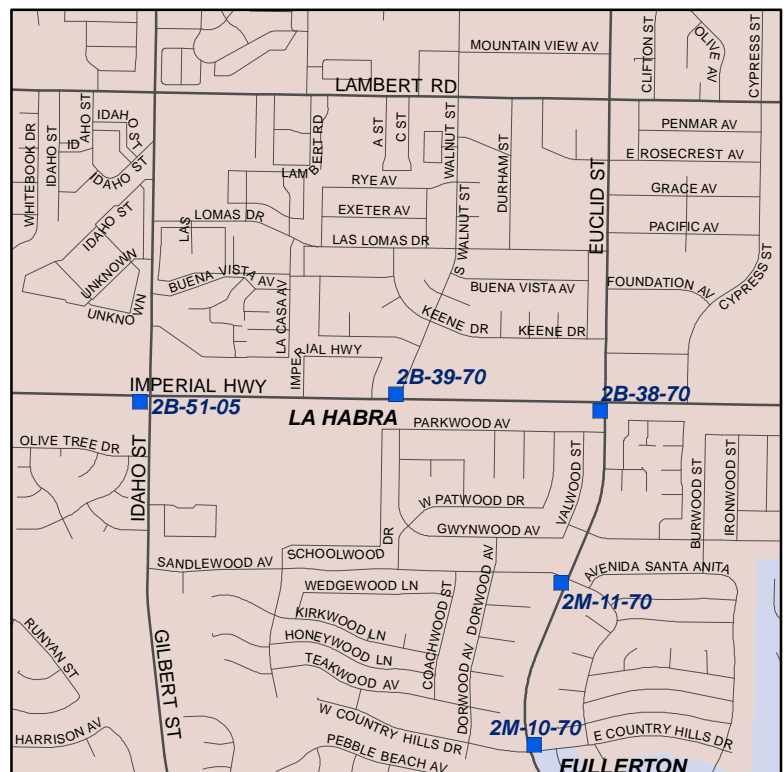 MOUNTAIN VIEW AV
CLIFTON ST
OLIVE AV
CYPRESS ST
LAMBERT RD
WHITEBOOK DR
IDAHO ST
AHO ST
ID
IDAH
O ST
IDAHO ST
LAM
BERT RD
A ST
C ST
WALNUT ST
DURHAM ST
PENMAR AV
E ROSECREST AV
RYE AV
GRACE AV
EUCLID ST
EXETER AV
PACIFIC AV
IDAHO ST
LAS
LOMAS DR
LAS LOMAS DR
S WALNUT ST
UNKNOWN
UNKNOWN
BUENA VISTA
AV
BUENA VISTA AV
FOUNDATION AV
CYPRESS ST
LA CASA AV
KEENE DR
KEENE DR
IMPER
IAL HWY
IMPERIAL HWY
2B-51-05
2B-39-70
2B-38-70
LA HABRA
PARKWOOD AV
OLIVE TREE DR
IDAHO ST
VALWOOD ST
BURWOOD ST
IRONWOOD ST
W PATWOOD DR
GWYNWOOD AV
SCHOOLWOOD
DR
SANDLEWOOD AV
AVENIDA SANTA ANITA
WEDGEWOOD LN
COACHWOOD ST
DORWOOD AV
DORWOOD AV
2M-11-70
KIRKWOOD LN
HONEYWOOD LN
TEAKWOOD AV
RUNYAN ST
GILBERT ST
W COUNTRY HILLS DR
2M-10-70
E COUNTRY HILLS DR
HARRISON AV
PEBBLE BEACH AV
FULLERTON